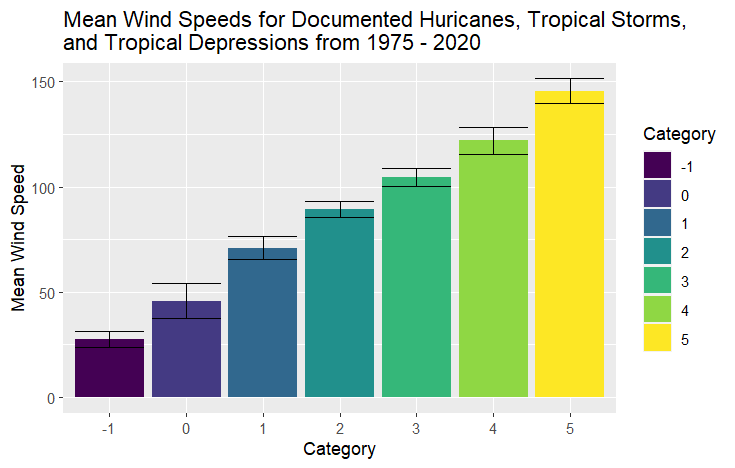 Mean Wind Speeds for Documented Huricanes, Tropical Storms,
and Tropical Depressions from 1975 - 2020
Mean Wind Speed
150
100
50
0
-1 0 1 2 3 4 5
Category
Category
-1
0
1
2
3
4
5